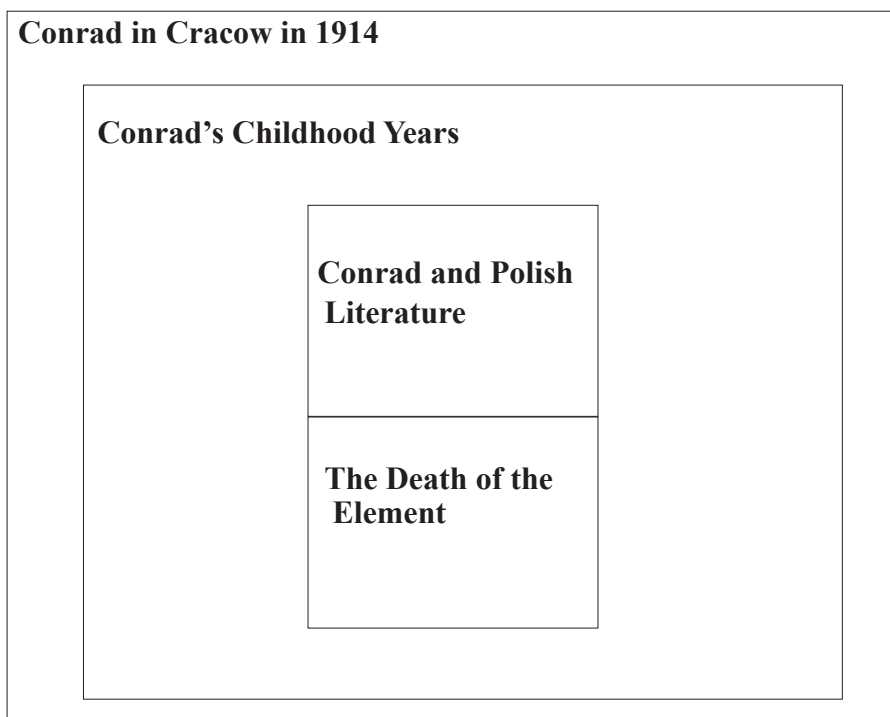 Conrad in Cracow in 1914
Conrad’s Childhood Years
Conrad and Polish
Literature
The Death of the
Element